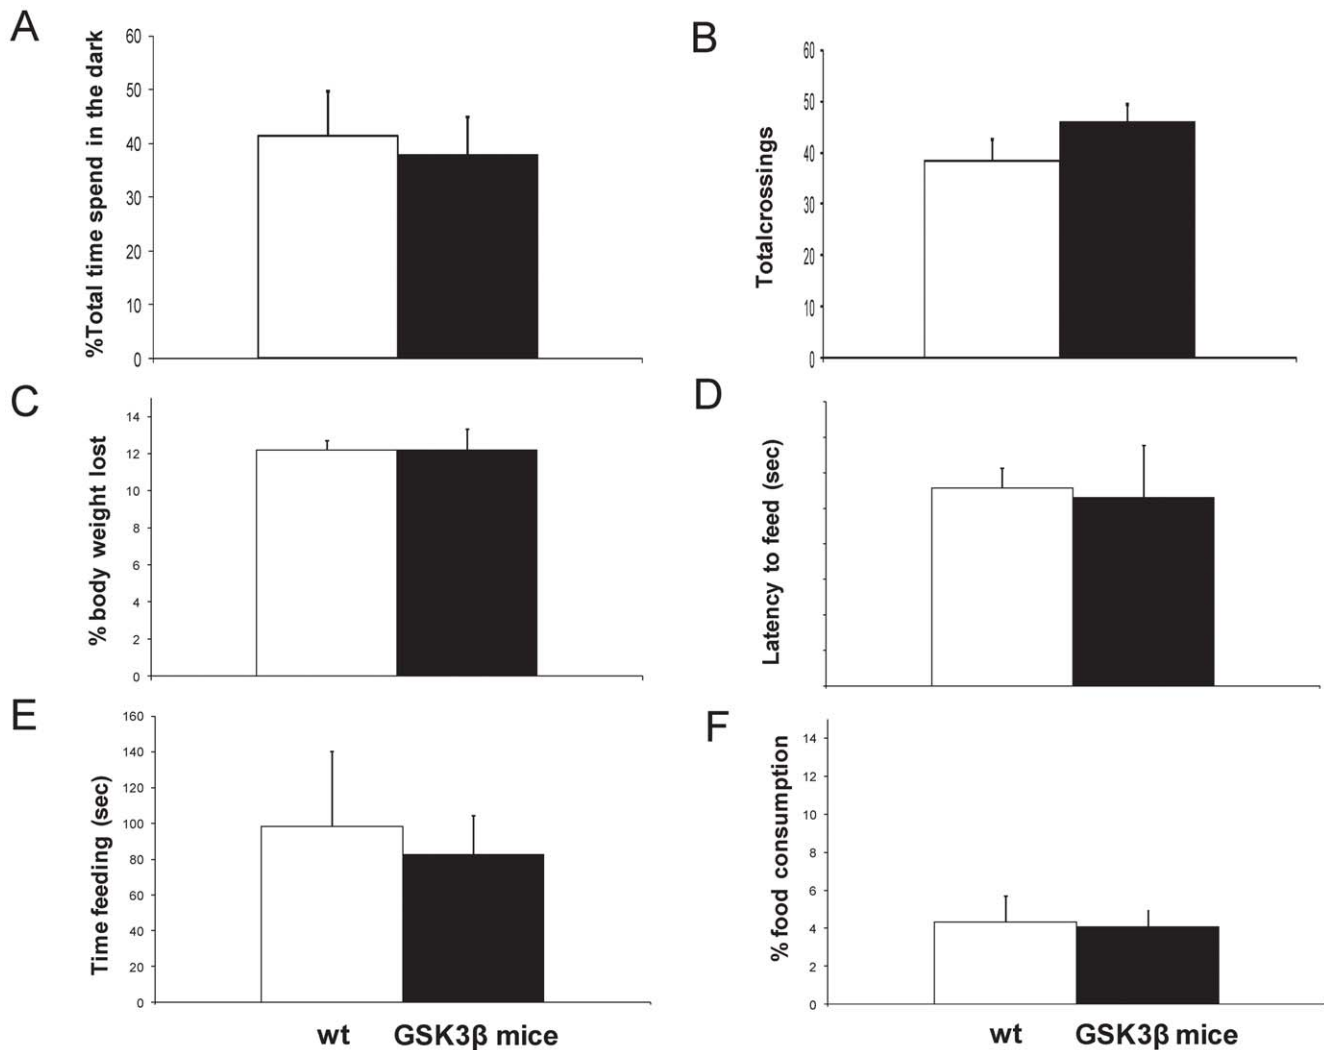 A
%Total time spend in the dark
60
50
40
30
20
10
0
B
Totalcrossings
60
50
40
30
20
10
0
C
% body weight lost
14
12
10
8
6
4
2
0
D
Latency to feed (sec)
E
Time feeding (sec)
160
140
120
100
80
60
40
20
0
wt GSK3β mice
F
% food consumption
14
12
10
8
6
4
2
0
wt GSK3β mice